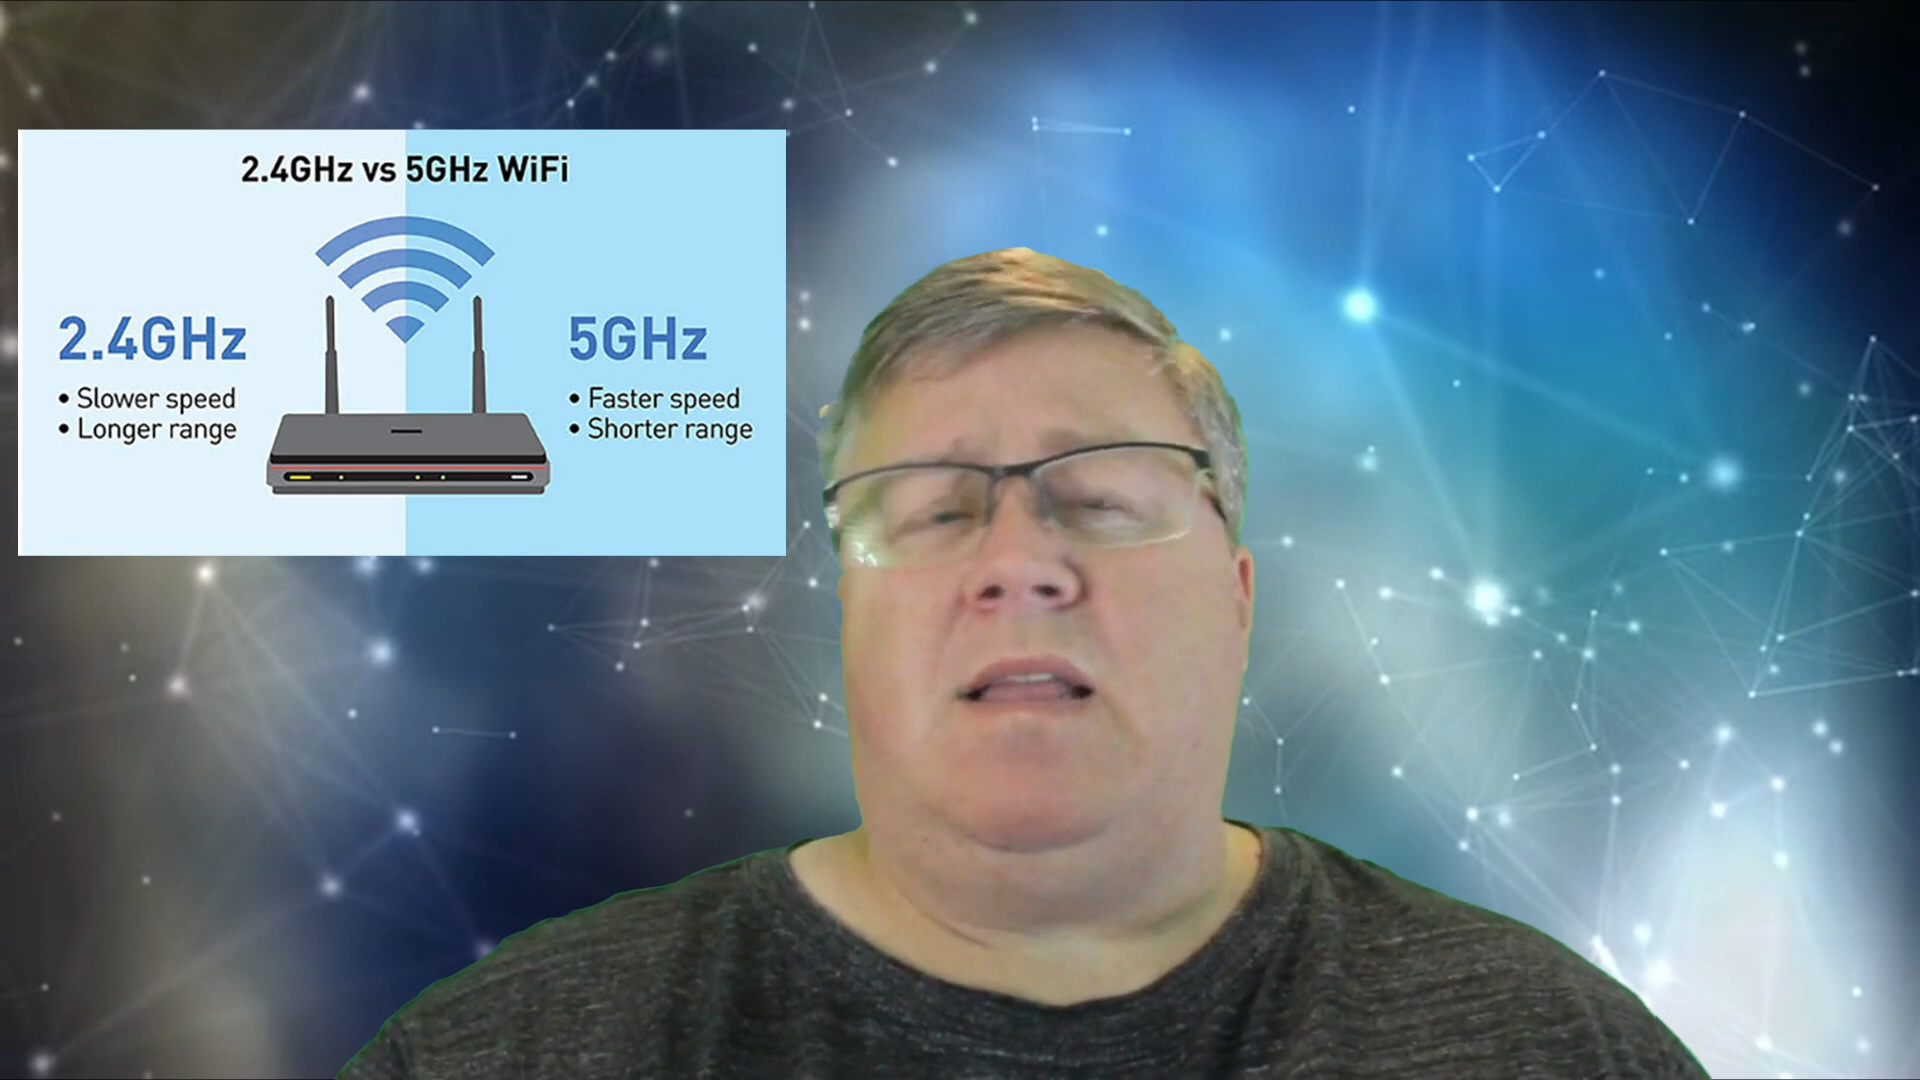 2.4GHz vs 5GHz WiFi
2.4GHz
• Slower speed
• Longer range
5GHz
• Faster speed
• Shorter range